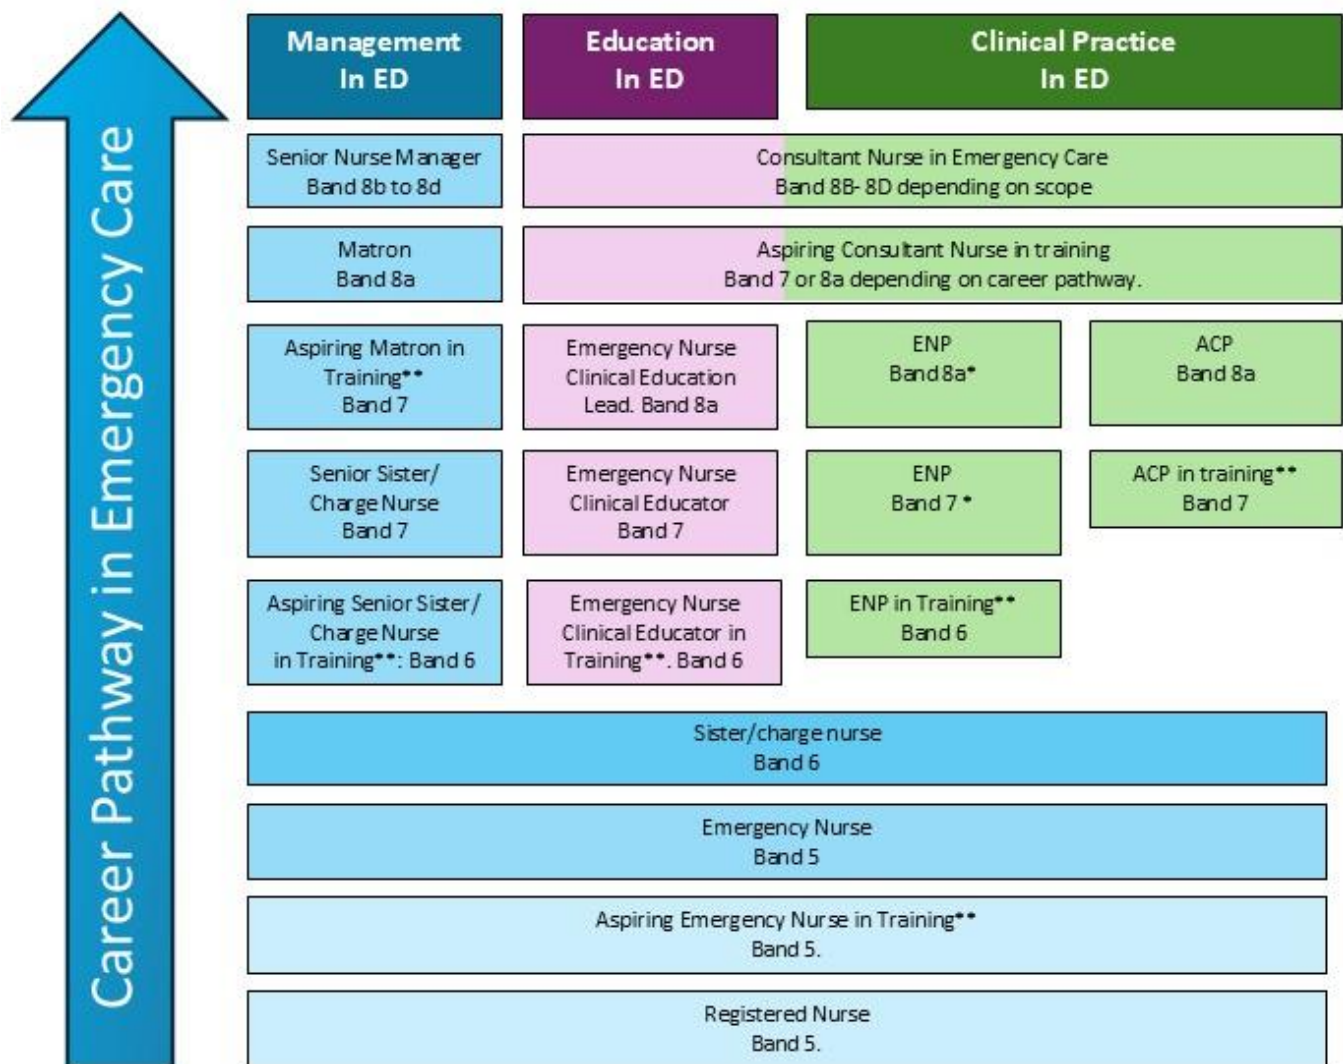 Career Pathway in Emergency Care
Management
In ED
Education
In ED
Clinical Practice
In ED
Senior Nurse Manager
Band 8b to 8d
Consultant Nurse in Emergency Care
Band 8B- 8D depending on scope
Matron
Band 8a
Aspiring Consultant Nurse in training
Band 7 or 8a depending on career pathway.
Aspiring Matron in
Training**
Band 7
Emergency Nurse
Clinical Education
Lead. Band 8a
ENP
Band 8a*
ACP
Band 8a
Senior Sister/
Charge Nurse
Band 7
Emergency Nurse
Clinical Educator
Band 7
ENP
Band 7 *
ACP in training**
Band 7
Aspiring Senior Sister/
Charge Nurse
in Training**: Band 6
Emergency Nurse
Clinical Educator in
Training**. Band 6
ENP in Training**
Band 6
Sister/charge nurse
Band 6
Emergency Nurse
Band 5
Aspiring Emergency Nurse in Training**
Band 5.
Registered Nurse
Band 5.